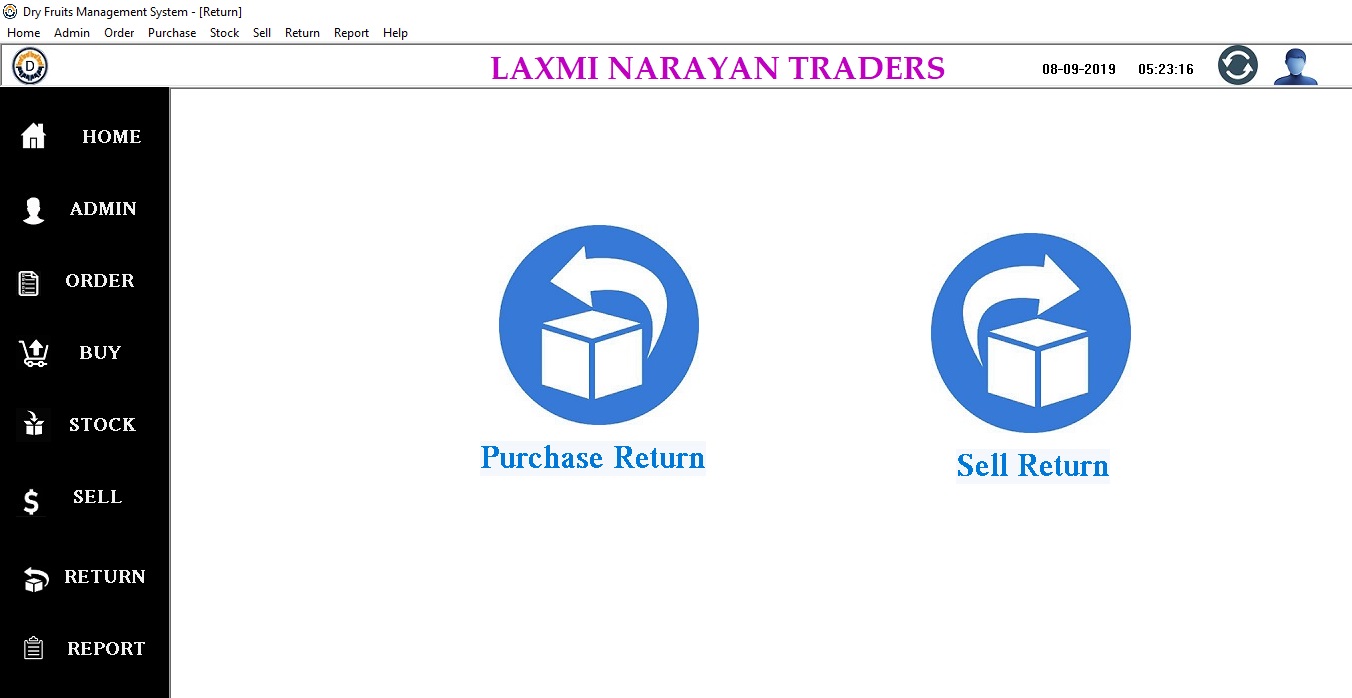 Dry Fruits Management System - [Return]
Home Admin Order Purchase Stock Sell Return Report Help
D LAXMI NARAYAN TRADERS 08-09-2019 05:23:16
HOME
ADMIN
ORDER
BUY
STOCK
SELL
RETURN
REPORT
Purchase Return
Sell Return